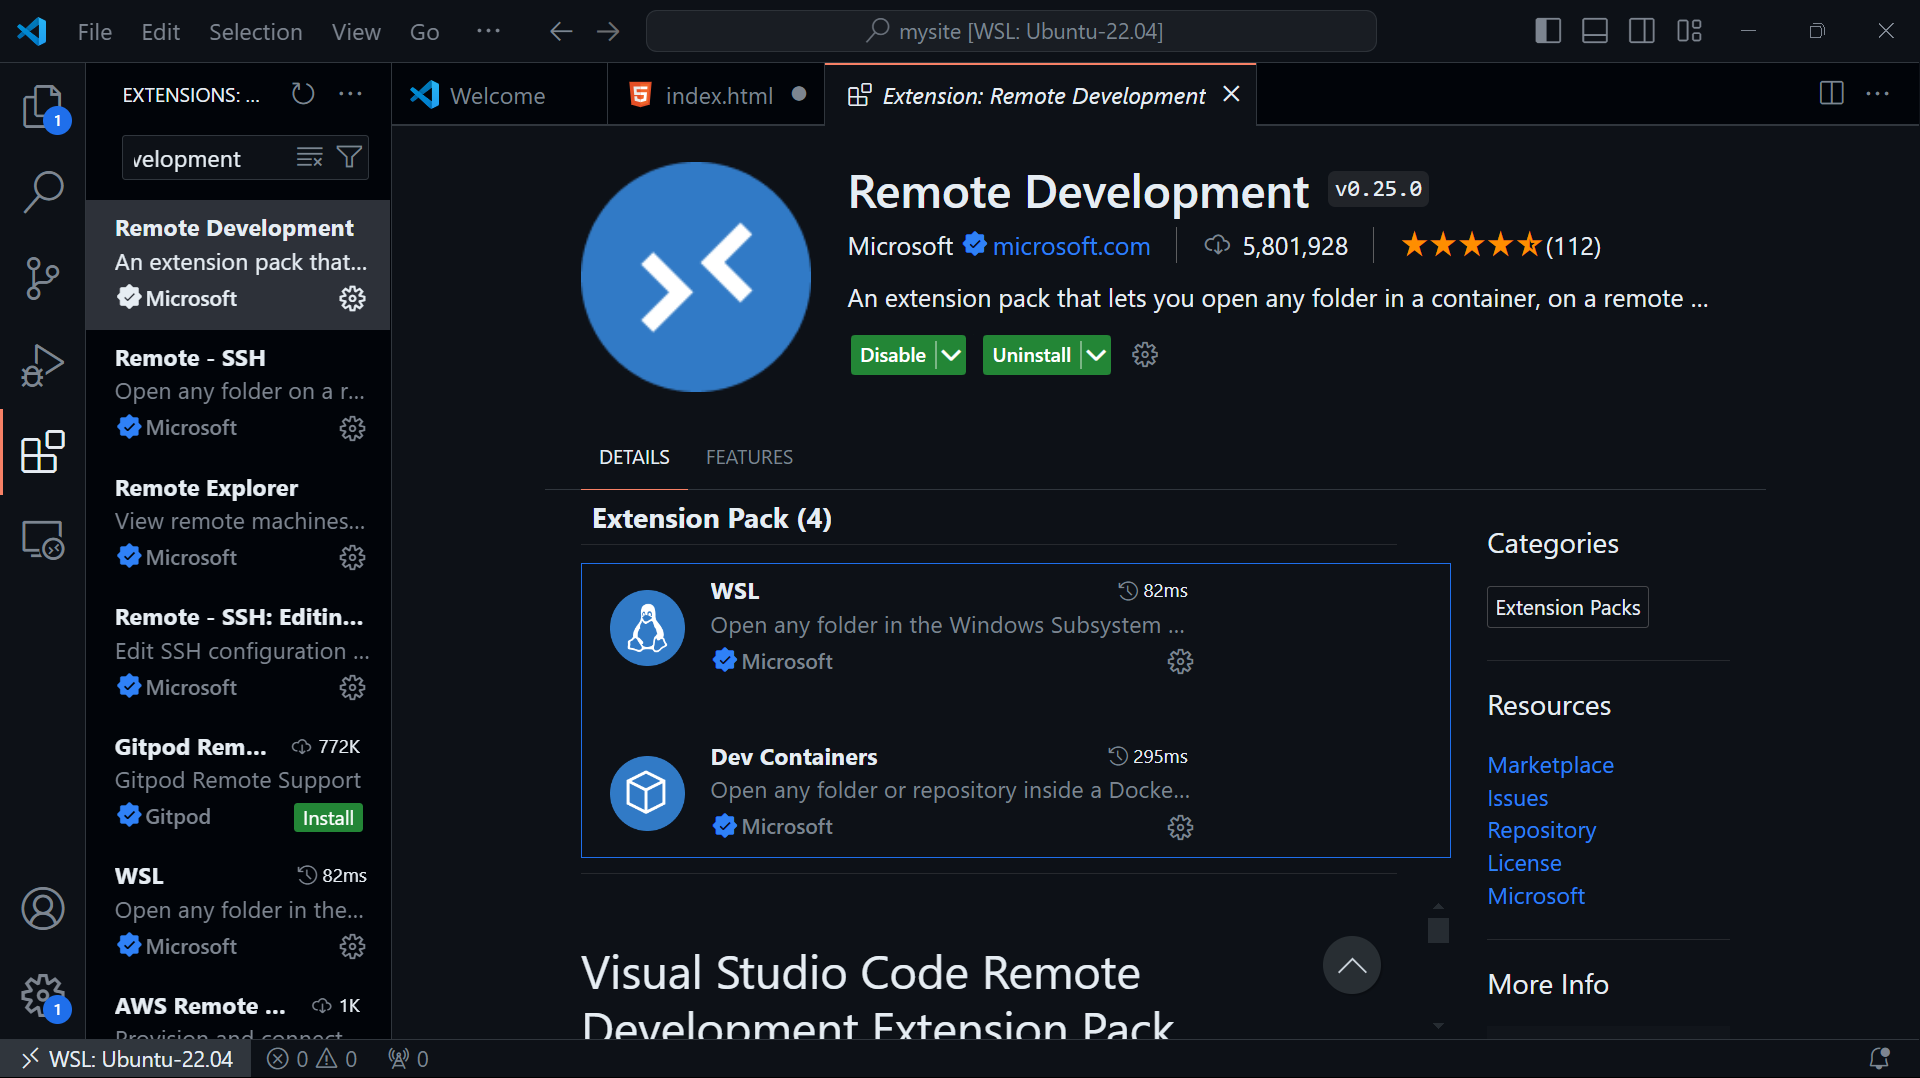 File Edit Selection View Go ...
mysite [WSL: Ubuntu-22.04]
EXTENSIONS: ...
Welcome
index.html
Extension: Remote Development
1
velopment
Remote Development
An extension pack that...
Microsoft
Remote - SSH
Open any folder on a r...
Microsoft
Remote Explorer
View remote machines...
Microsoft
Remote - SSH: Editin...
Edit SSH configuration ...
Microsoft
Gitpod Rem... 772K
Gitpod Remote Support
Gitpod Install
WSL 82ms
Open any folder in the...
Microsoft
AWS Remote ... 1K
Provision and connect
1
Remote Development v0.25.0
Microsoft microsoft.com 5,801,928 (112)
An extension pack that lets you open any folder in a container, on a remote ...
Disable Uninstall
DETAILS FEATURES
Extension Pack (4)
WSL 82ms
Open any folder in the Windows Subsystem ...
Microsoft
Dev Containers 295ms
Open any folder or repository inside a Docke...
Microsoft
Visual Studio Code Remote
Development Extension Pack
Categories
Extension Packs
Resources
Marketplace
Issues
Repository
License
Microsoft
More Info
WSL: Ubuntu-22.04 0 0 0